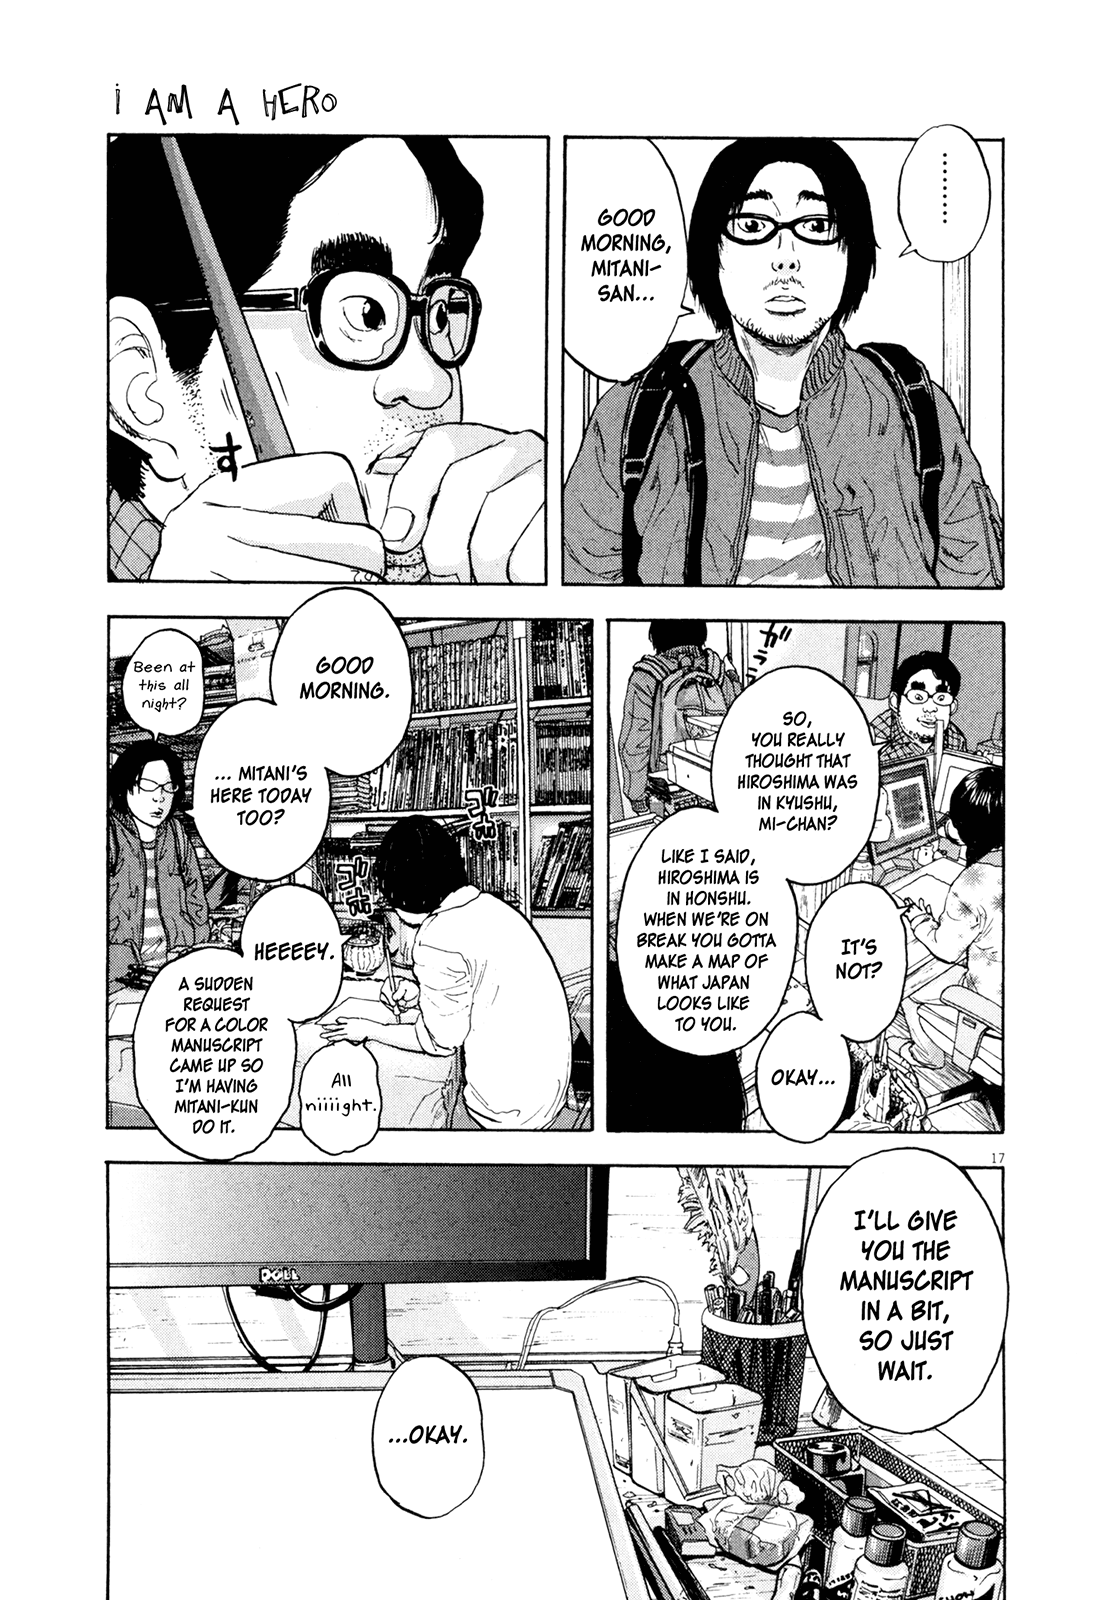 I AM A HERO
………
GOOD
MORNING,
MITANI-
SAN...
す
ガ
SO,
YOU REALLY
THOUGHT THAT
HIROSHIMA WAS
IN KYUSHU,
MI-CHAN?
LIKE I SAID,
HIROSHIMA IS
IN HONSHU.
WHEN WE'RE ON
BREAK YOU GOTTA
MAKE A MAP OF
WHAT JAPAN
LOOKS LIKE
TO YOU.
IT'S
NOT?
OKAY...
GOOD
MORNING.
Been at
this all
night?
... MITANI'S
HERE TODAY
TOO?
HEEEEY.
A SUDDEN
REQUEST
FOR A COLOR
MANUSCRIPT
CAME UP SO
I'M HAVING
MITANI-KUN
DO IT.
All
niiiight.
17
I'LL GIVE
YOU THE
MANUSCRIPT
IN A BIT,
SO JUST
WAIT.
DOLL
...OKAY.